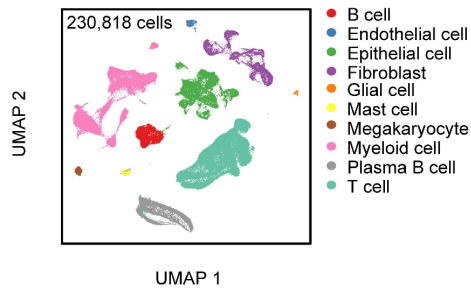 230,818 cells
UMAP 2
UMAP 1
B cell
Endothelial cell
Epithelial cell
Fibroblast
Glial cell
Mast cell
Megakaryocyte
Myeloid cell
Plasma B cell
T cell